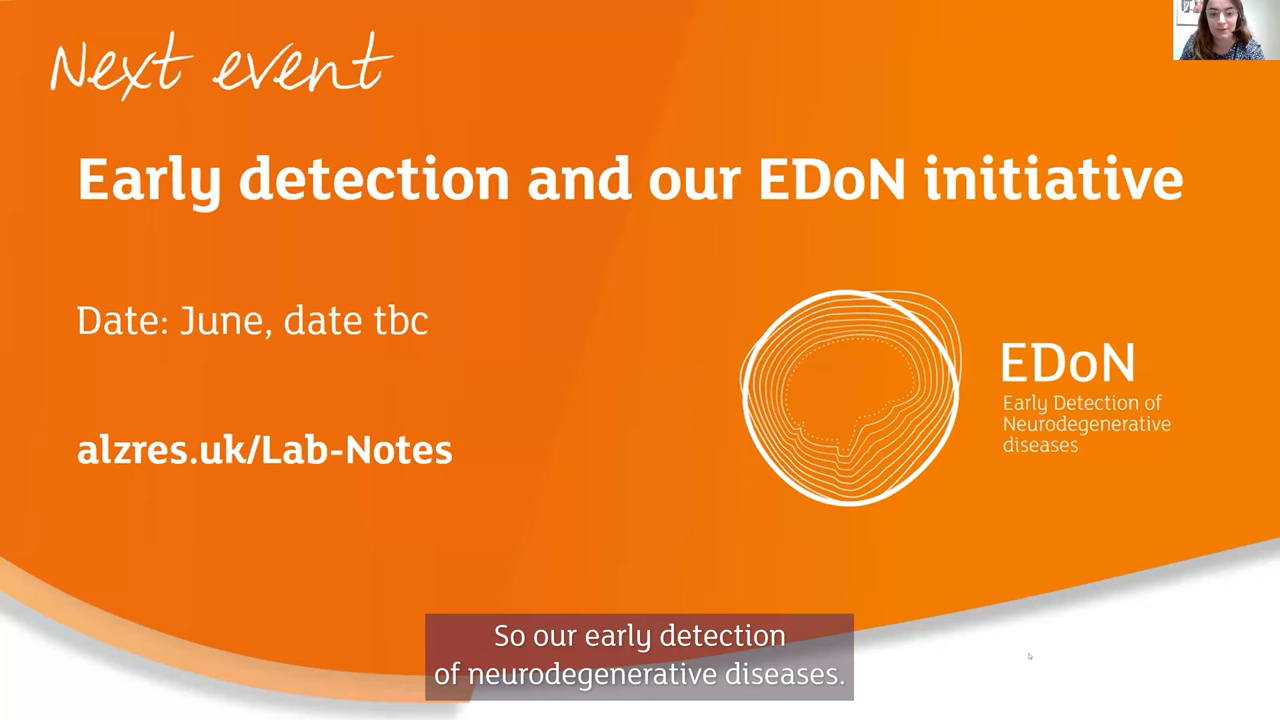 Next event
Early detection and our EDoN initiative
Date: June, date tbc
alzres.uk/Lab-Notes
EDoN
Early Detection of
Neurodegenerative
diseases
So our early detection
of neurodegenerative diseases.